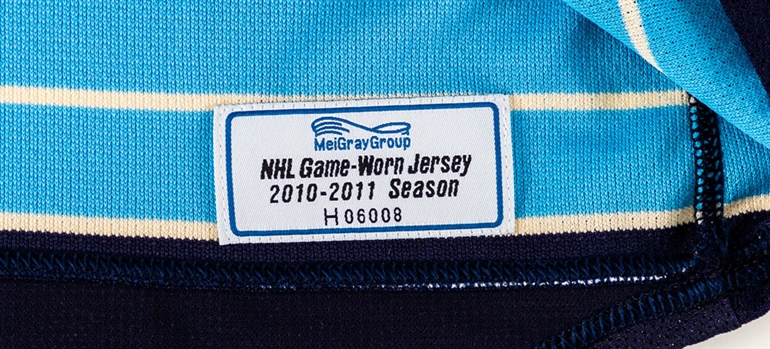 MeiGrayGroup
NHL Game-Worn Jersey
2010-2011 Season
H06008